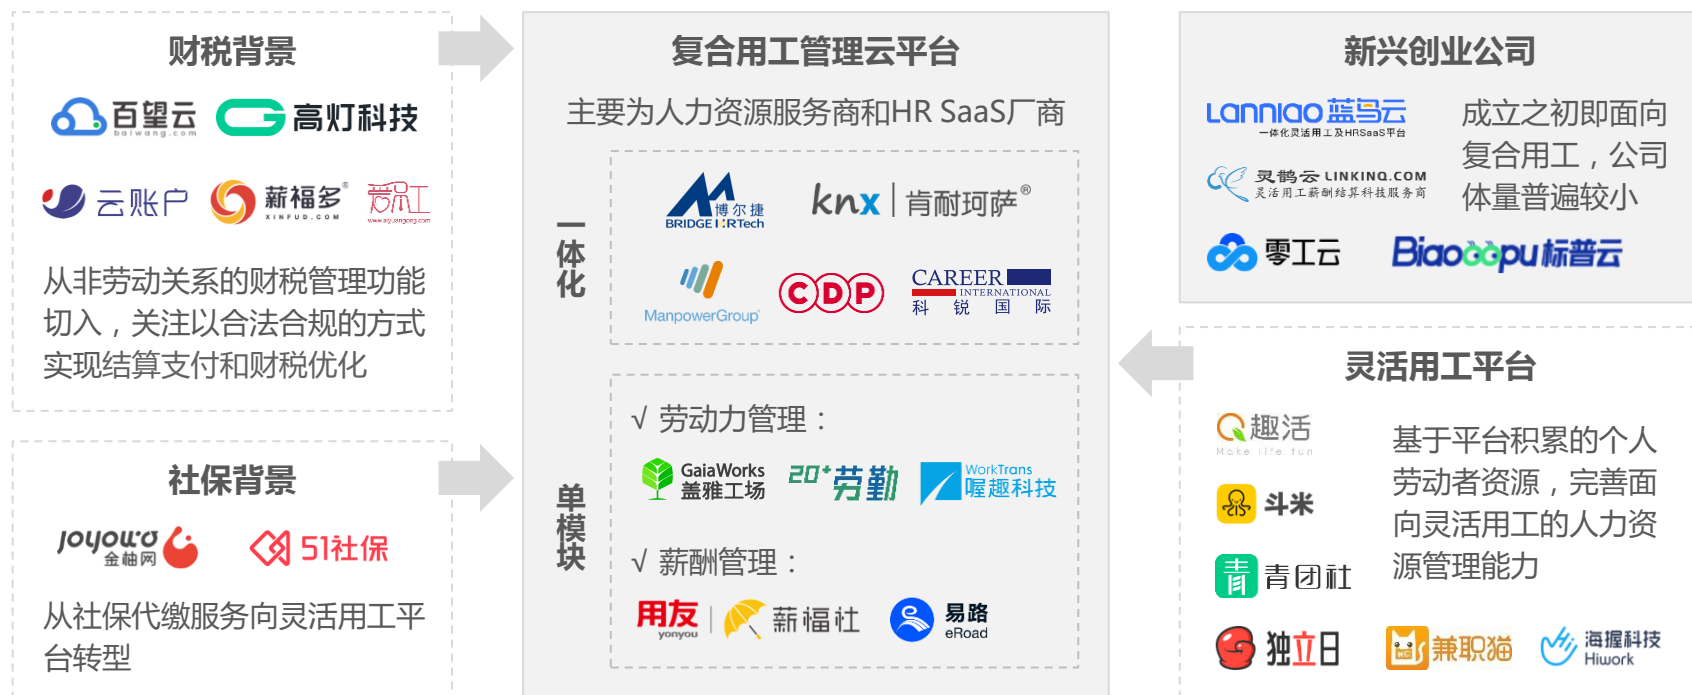 财税背景
百望云
baiwang.com
高灯科技
云账户
薪福多®
XINFUD.COM
爱员工
www.aiyuangong.com
从非劳动关系的财税管理功能
切入，关注以合法合规的方式
实现结算支付和财税优化
社保背景
joyowo
金柚网
51社保
从社保代缴服务向灵活用工平
台转型
复合用工管理云平台
主要为人力资源服务商和HR SaaS厂商
一体化
博尔捷
BRIDGE HRTech
knx
肯耐珂萨®
ManpowerGroup
CDP
CAREER
INTERNATIONAL
科锐国际
单模块
√ 劳动力管理：
GaiaWorks
盖雅工场
20+
劳勤
WorkTrans
喔趣科技
√ 薪酬管理：
用友
yonyou
薪福社
易路
eRoad
新兴创业公司
Lanniao 蓝鸟云
一体化灵活用工及HRSaaS平台
灵鹊云 LINKINQ.COM
灵活用工薪酬结算科技服务商
零工云
Biaopu 标普云
成立之初即面向
复合用工，公司
体量普遍较小
灵活用工平台
趣活
Make life fun
斗米
青
青团社
独立日
兼职猫
海握科技
Hiwork
基于平台积累的个人
劳动者资源，完善面
向灵活用工的人力资
源管理能力